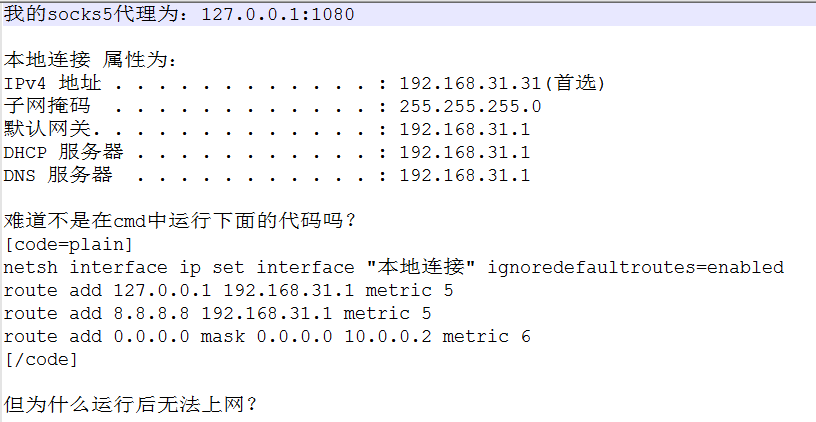 我的socks5代理为：127.0.0.1:1080
本地连接 属性为：
IPv4 地址 . . . . . . . . . . . . : 192.168.31.31(首选)
子网掩码  . . . . . . . . . . . . : 255.255.255.0
默认网关. . . . . . . . . . . . . : 192.168.31.1
DHCP 服务器 . . . . . . . . . . . : 192.168.31.1
DNS 服务器  . . . . . . . . . . . : 192.168.31.1
难道不是在cmd中运行下面的代码吗？
[code=plain]
netsh interface ip set interface "本地连接" ignoredefaultroutes=enabled
route add 127.0.0.1 192.168.31.1 metric 5
route add 8.8.8.8 192.168.31.1 metric 5
route add 0.0.0.0 mask 0.0.0.0 10.0.0.2 metric 6
[/code]
但为什么运行后无法上网？